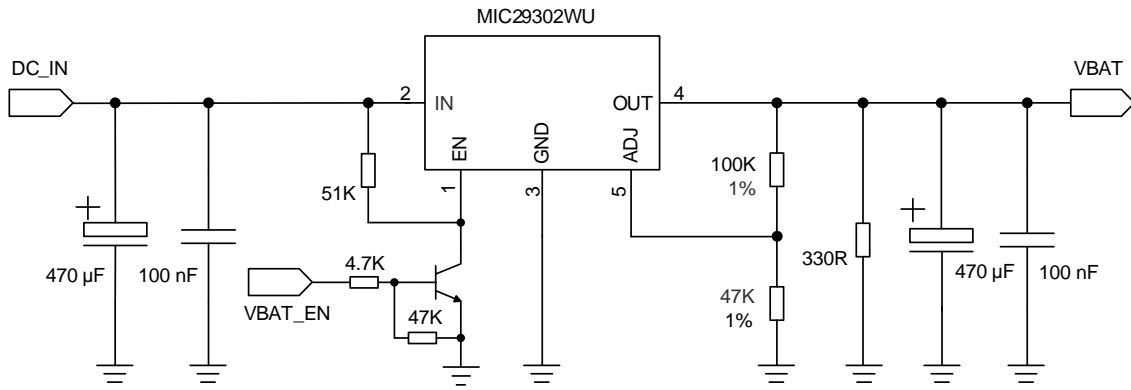 MIC29302WU
DC_IN
VBAT
2
IN
OUT
4
EN
GND
ADJ
1
3
5
51K
100K
1%
470 µF
100 nF
4.7K
VBAT_EN
47K
330R
47K
1%
470 µF
100 nF